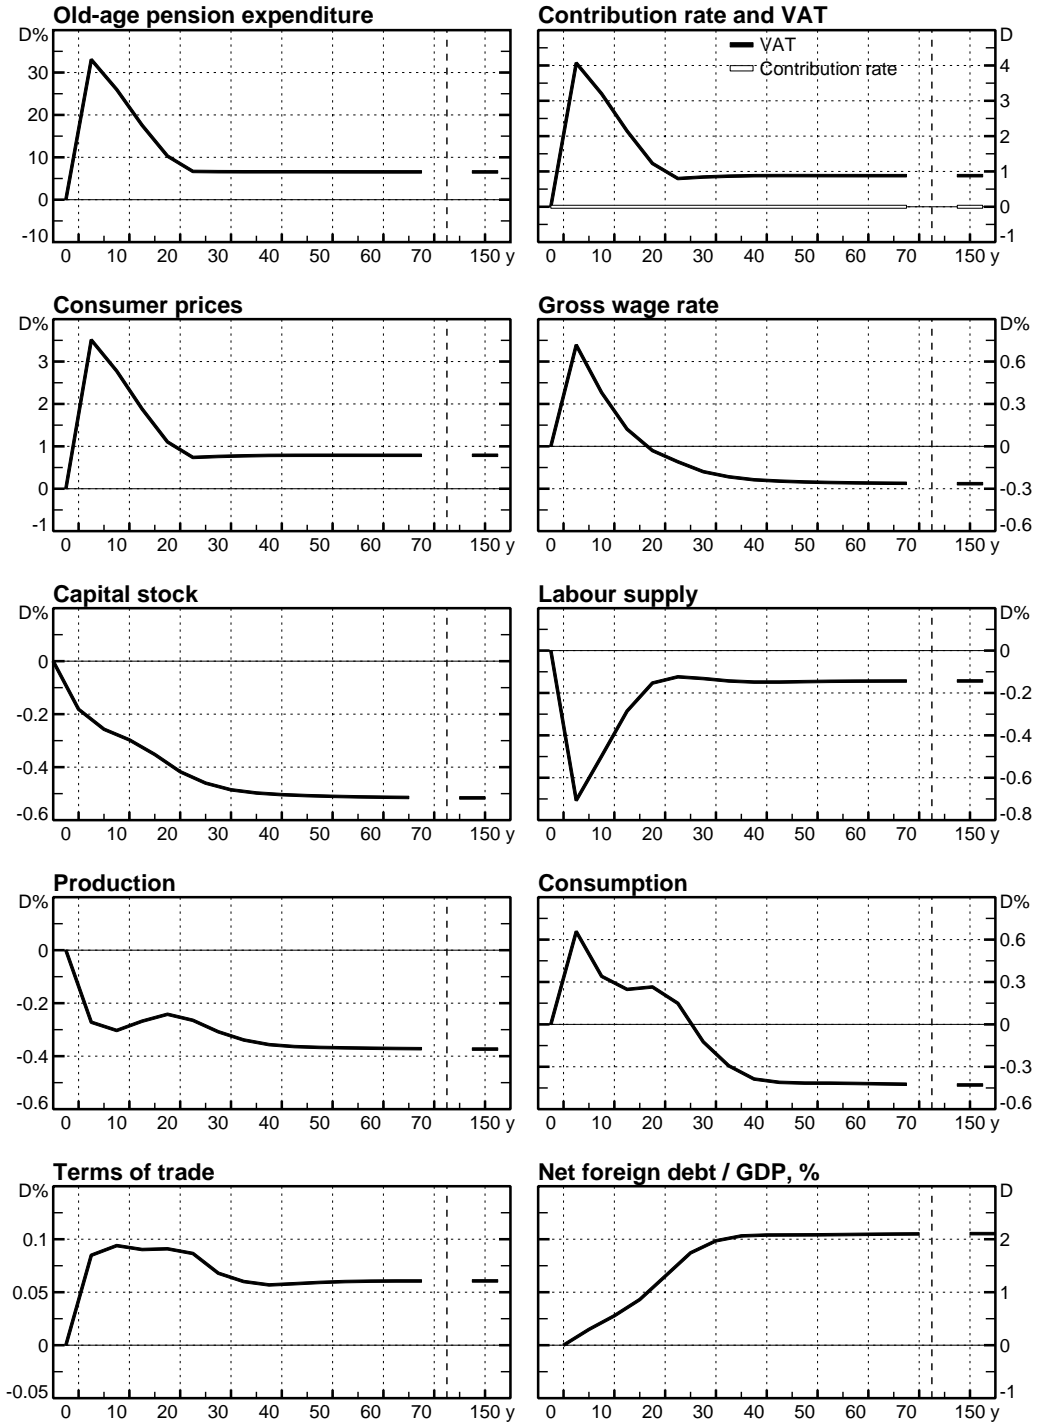 Old-age pension expenditure
D%
30
20
10
0
-10
0 10 20 30 40 50 60 70 150 y
Contribution rate and VAT
D
VAT
Contribution rate
4
3
2
1
0
-1
0 10 20 30 40 50 60 70 150 y
Consumer prices
D%
3
2
1
0
-1
0 10 20 30 40 50 60 70 150 y
Gross wage rate
D%
0.6
0.3
0
-0.3
-0.6
0 10 20 30 40 50 60 70 150 y
Capital stock
D%
0
-0.2
-0.4
-0.6
0 10 20 30 40 50 60 70 150 y
Labour supply
D%
0
-0.2
-0.4
-0.6
-0.8
0 10 20 30 40 50 60 70 150 y
Production
D%
0
-0.2
-0.4
-0.6
0 10 20 30 40 50 60 70 150 y
Consumption
D%
0.6
0.3
0
-0.3
-0.6
0 10 20 30 40 50 60 70 150 y
Terms of trade
D%
0.1
0.05
0
-0.05
0 10 20 30 40 50 60 70 150 y
Net foreign debt / GDP, %
D
2
1
0
-1
0 10 20 30 40 50 60 70 150 y